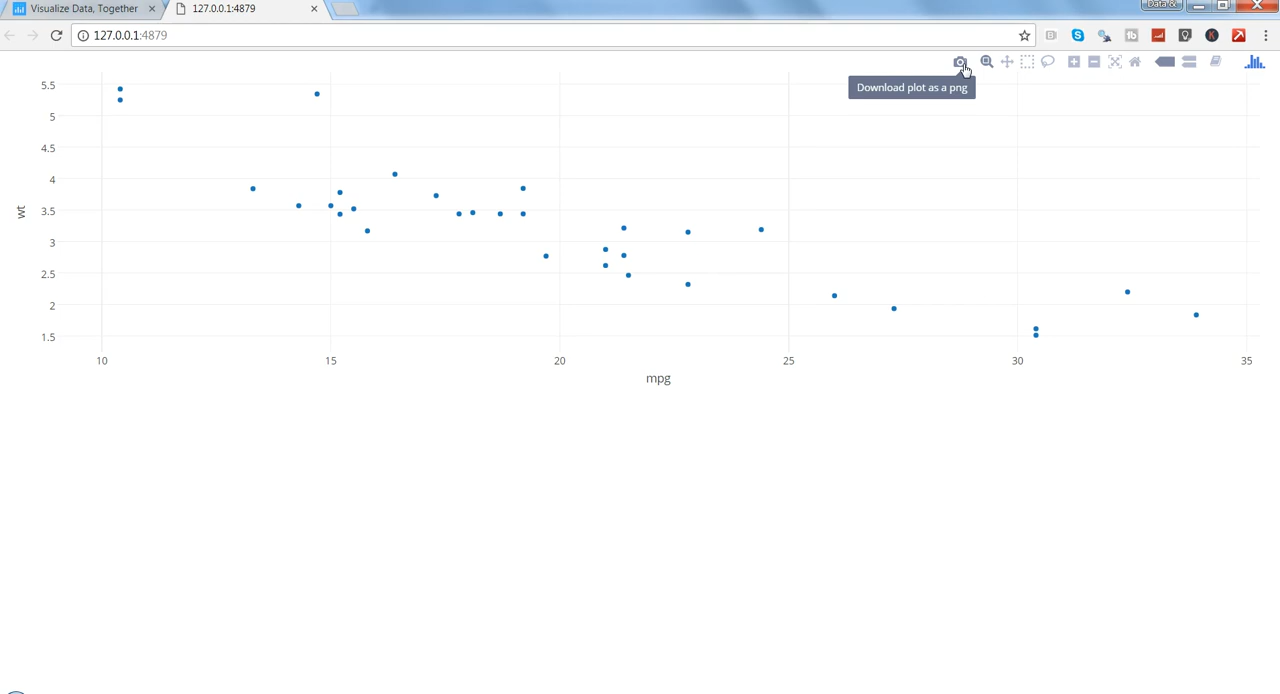 Visualize Data, Together
127.0.0.1:4879
Data &
127.0.0.1:4879
Download plot as a png
5.5
5
4.5
4
3.5
3
2.5
2
1.5
wt
10 15 20 25 30 35
mpg